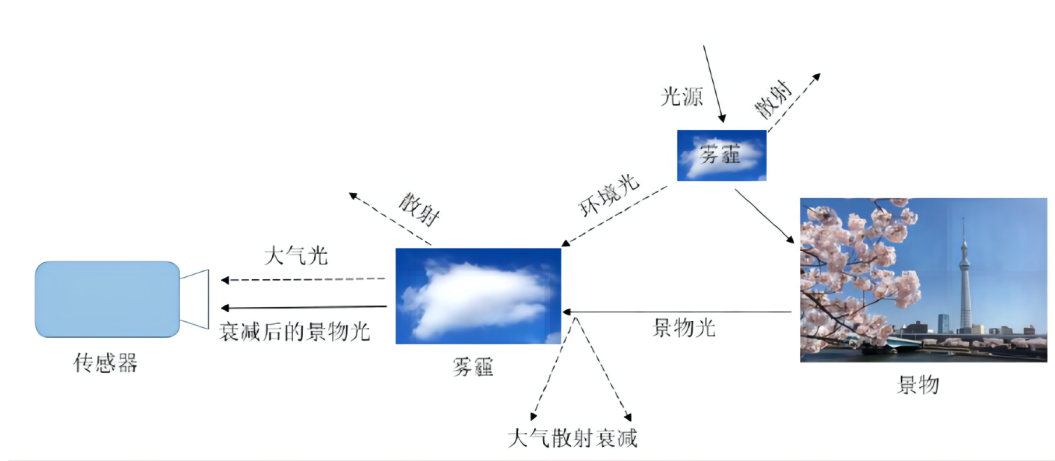 光源
散射
雾霾
环境光
散射
大气光
衰减后的景物光
景物光
传感器
雾霾
景物
大气散射衰减